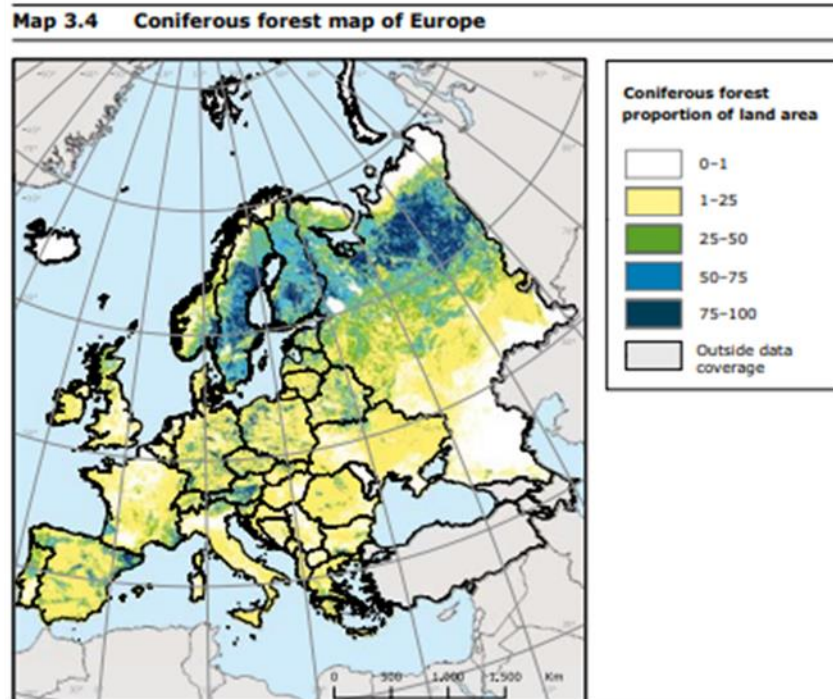 Map 3.4 Coniferous forest map of Europe
Coniferous forest
proportion of land area
0–1
1–25
25–50
50–75
75–100
Outside data
coverage
0 500 1.000 1.500 Km